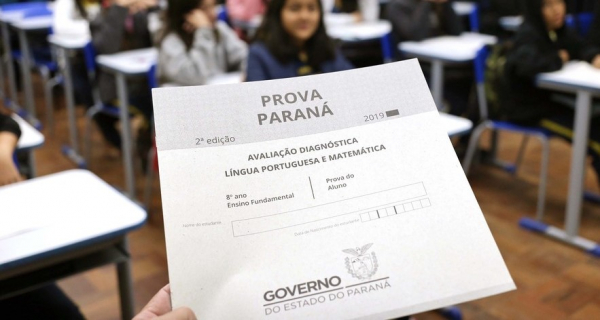 PROVA
PARANÁ
2ª edição
2019
AVALIAÇÃO DIAGNÓSTICA
LÍNGUA PORTUGUESA E MATEMÁTICA
8º ano
Ensino Fundamental
Prova do
Aluno
GOVERNO
DO ESTADO DO PARANÁ